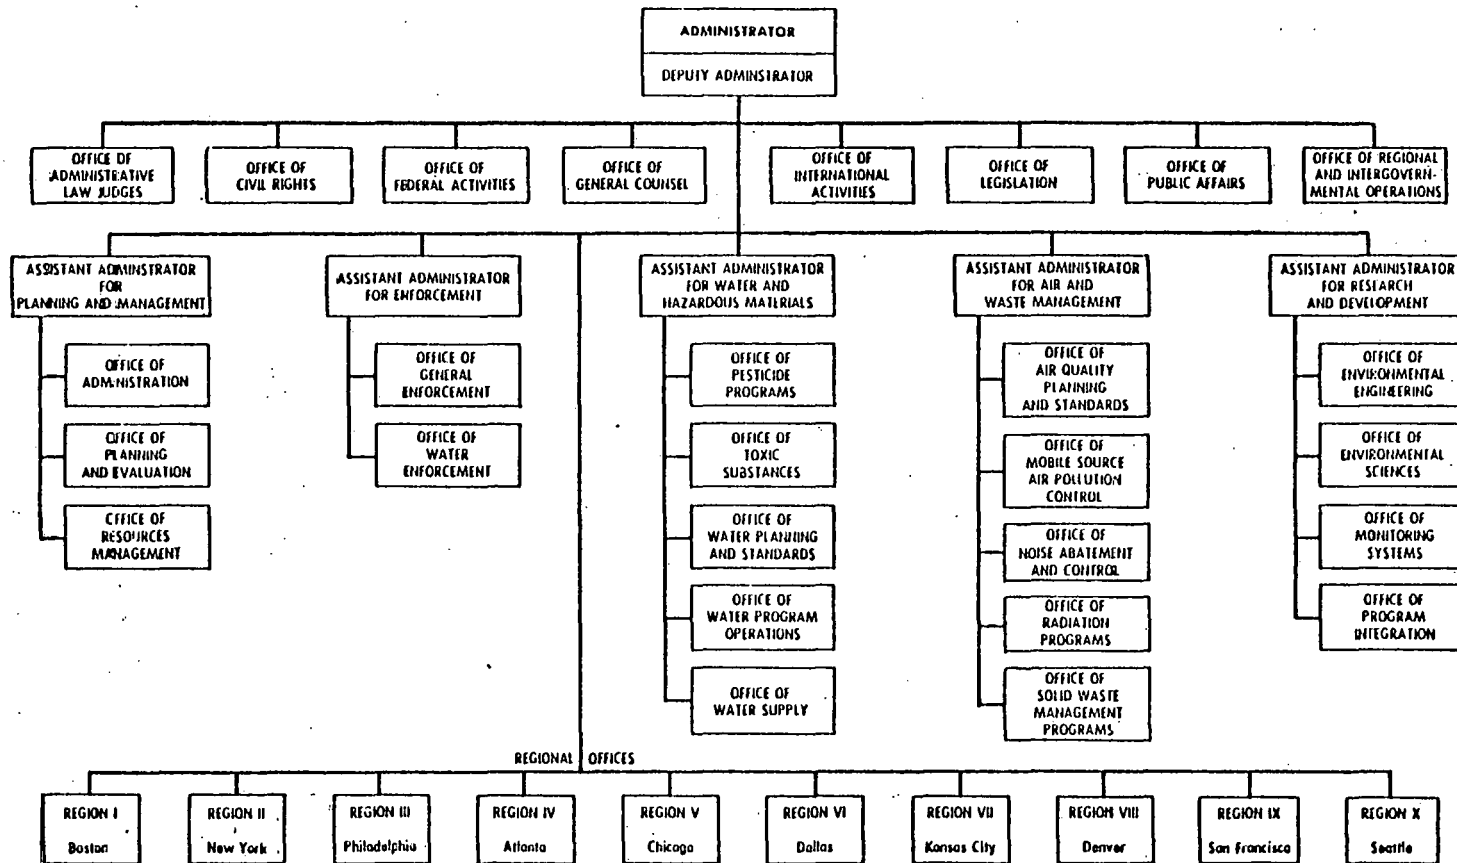 ADMINISTRATOR
DEPUTY ADMINSTRATOR
OFFICE OF
ADMINISTRATIVE
LAW JUDGES
OFFICE OF
CIVIL RIGHTS
OFFICE OF
FEDERAL ACTIVITIES
OFFICE OF
GENERAL COUNSEL
OFFICE OF
INTERNATIONAL
ACTIVITIES
OFFICE OF
LEGISLATION
OFFICE OF
PUBLIC AFFAIRS
OFFICE OF REGIONAL
AND INTERGOVERN-
MENTAL OPERATIONS
ASSISTANT ADMINISTRATOR
FOR
PLANNING AND MANAGEMENT
ASSISTANT ADMINISTRATOR
FOR ENFORCEMENT
ASSISTANT ADMINISTRATOR
FOR WATER AND
HAZARDOUS MATERIALS
ASSISTANT ADMINISTRATOR
FOR AIR AND
WASTE MANAGEMENT
ASSISTANT ADMINISTRATOR
FOR RESEARCH
AND DEVELOPMENT
OFFICE OF
ADMINISTRATION
OFFICE OF
PLANNING
AND EVALUATION
OFFICE OF
RESOURCES
MANAGEMENT
OFFICE OF
GENERAL
ENFORCEMENT
OFFICE OF
WATER
ENFORCEMENT
OFFICE OF
PESTICIDE
PROGRAMS
OFFICE OF
TOXIC
SUBSTANCES
OFFICE OF
WATER PLANNING
AND STANDARDS
OFFICE OF
WATER PROGRAM
OPERATIONS
OFFICE OF
WATER SUPPLY
OFFICE OF
AIR QUALITY
PLANNING
AND STANDARDS
OFFICE OF
MOBILE SOURCE
AIR POLLUTION
CONTROL
OFFICE OF
NOISE ABATEMENT
AND CONTROL
OFFICE OF
RADIATION
PROGRAMS
OFFICE OF
SOLID WASTE
MANAGEMENT
PROGRAMS
OFFICE OF
ENVIRONMENTAL
ENGINEERING
OFFICE OF
ENVIRONMENTAL
SCIENCES
OFFICE OF
MONITORING
SYSTEMS
OFFICE OF
PROGRAM
INTEGRATION
REGIONAL OFFICES
REGION I
Boston
REGION II
New York
REGION III
Philadelphia
REGION IV
Atlanta
REGION V
Chicago
REGION VI
Dallas
REGION VII
Kansas City
REGION VIII
Denver
REGION IX
San Francisco
REGION X
Seattle